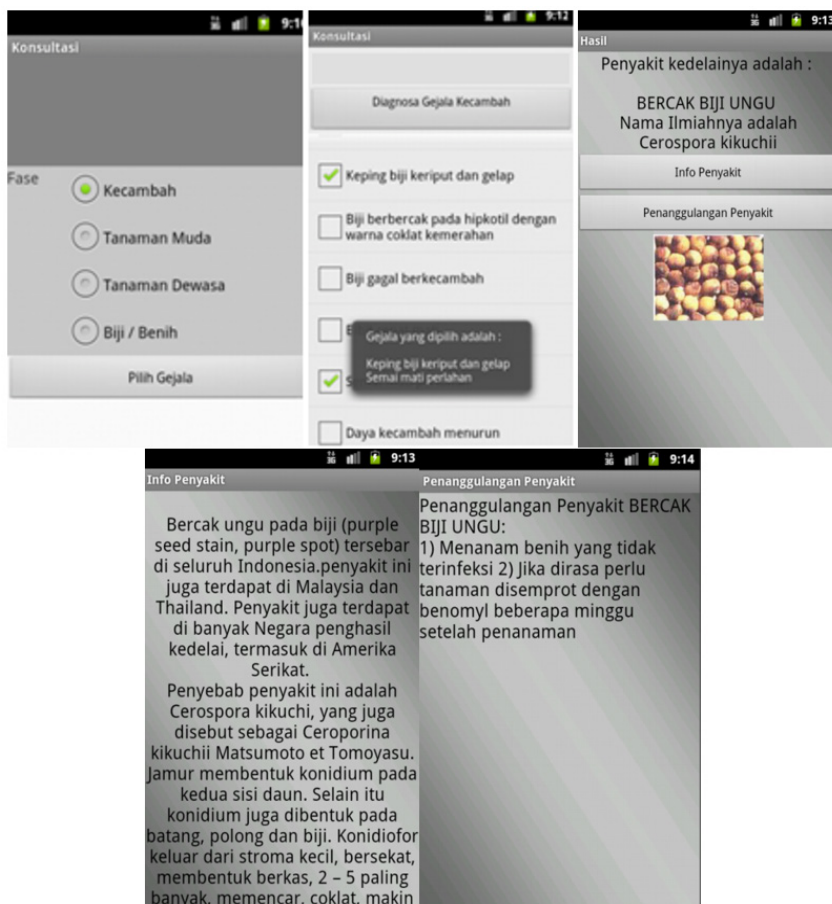 9:10
Konsultasi
Fase
Kecambah
Tanaman Muda
Tanaman Dewasa
Biji / Benih
Pilih Gejala
9:12
Konsultasi
Diagnosa Gejala Kecambah
Keping biji keriput dan gelap
Biji berbercak pada hipkotil dengan
warna coklat kemerahan
Biji gagal berkecambah
Gejala yang dipilih adalah :
Keping biji keriput dan gelap
Semai mati perlahan
Daya kecambah menurun
9:13
Hasil
Penyakit kedelainya adalah :
BERCAK BIJI UNGU
Nama Ilmiahnya adalah
Cerospora kikuchii
Info Penyakit
Penanggulangan Penyakit
9:13
Info Penyakit
Bercak ungu pada biji (purple
seed stain, purple spot) tersebar
di seluruh Indonesia.penyakit ini
juga terdapat di Malaysia dan
Thailand. Penyakit juga terdapat
di banyak Negara penghasil
kedelai, termasuk di Amerika
Serikat.
Penyebab penyakit ini adalah
Cerospora kikuchi, yang juga
disebut sebagai Ceroporina
kikuchii Matsumoto et Tomoyasu.
Jamur membentuk konidium pada
kedua sisi daun. Selain itu
konidium juga dibentuk pada
batang, polong dan biji. Konidiofor
keluar dari stroma kecil, bersekat,
membentuk berkas, 2 – 5 paling
banyak, memencar, coklat, makin
9:14
Penanggulangan Penyakit
Penanggulangan Penyakit BERCAK
BIJI UNGU:
1) Menanam benih yang tidak
terinfeksi 2) Jika dirasa perlu
tanaman disemprot dengan
benomyl beberapa minggu
setelah penanaman